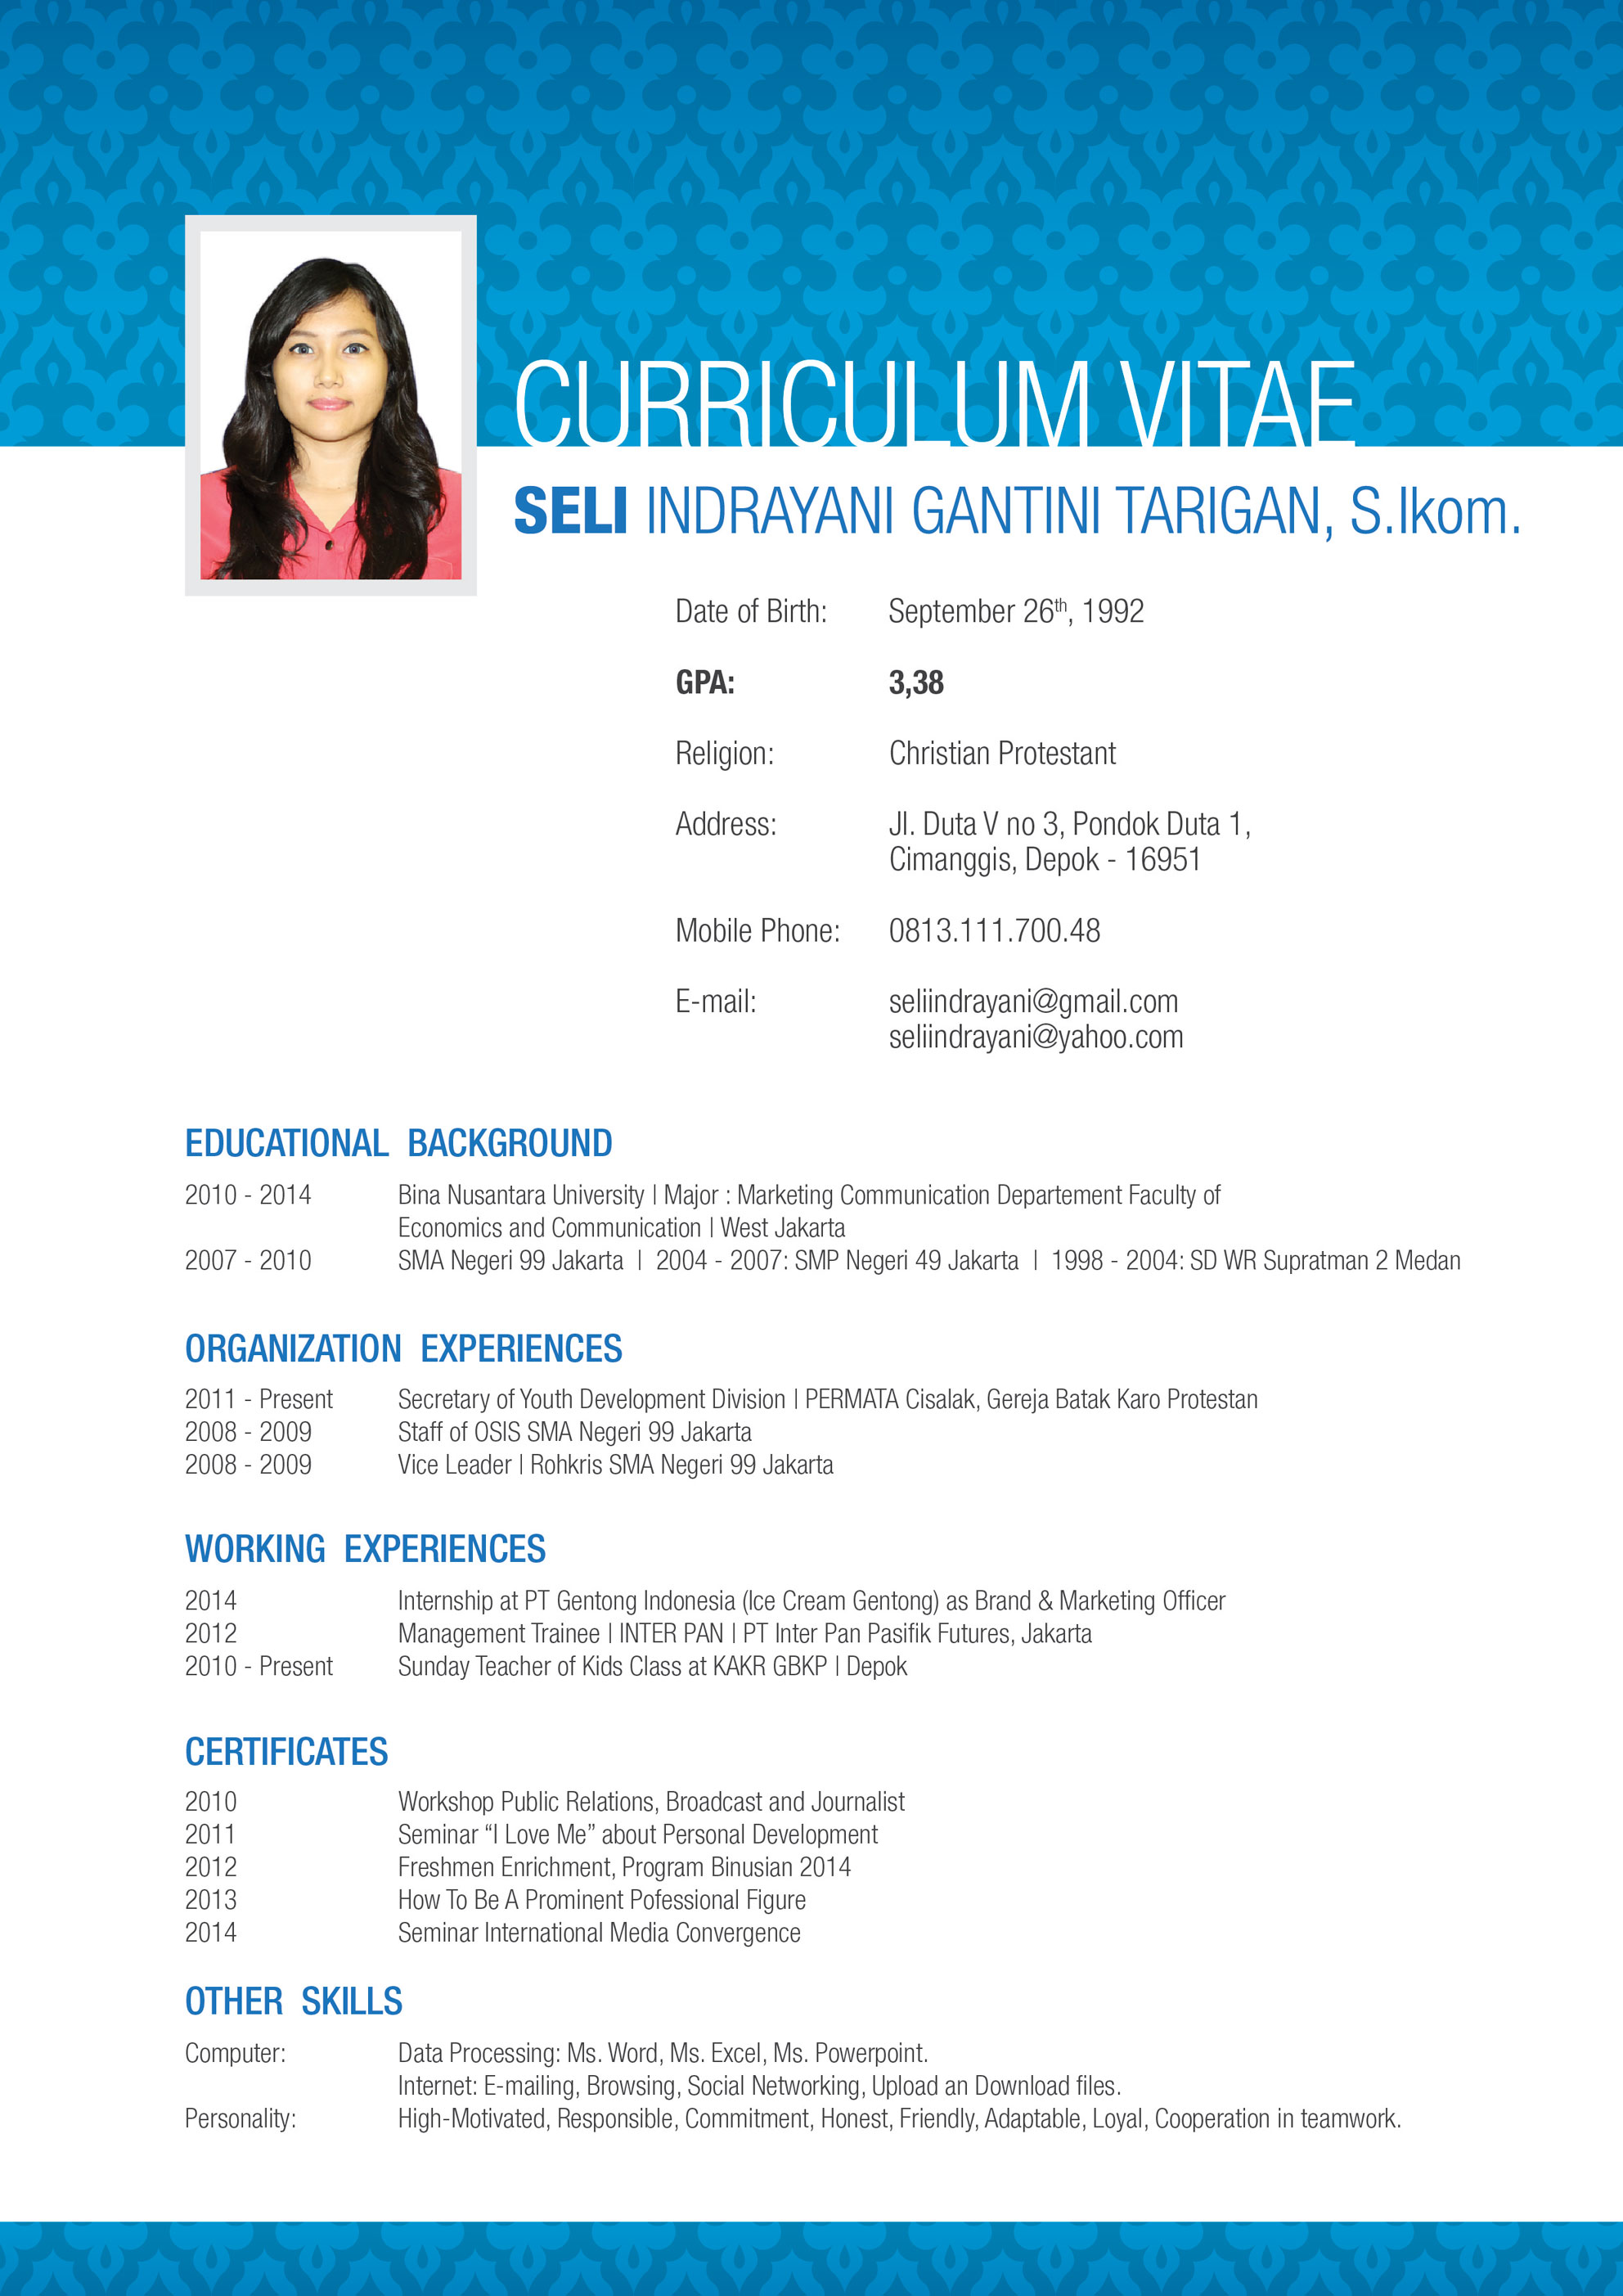 CURRICULUM VITAE
SELI INDRAYANI GANTINI TARIGAN, S.Ikom.
Date of Birth: September 26th, 1992
GPA: 3,38
Religion: Christian Protestant
Address: Jl. Duta V no 3, Pondok Duta 1,
Cimanggis, Depok - 16951
Mobile Phone: 0813.111.700.48
E-mail: seliindrayani@gmail.com
seliindrayani@yahoo.com
EDUCATIONAL BACKGROUND
2010 - 2014 Bina Nusantara University | Major : Marketing Communication Departement Faculty of
Economics and Communication | West Jakarta
2007 - 2010 SMA Negeri 99 Jakarta | 2004 - 2007: SMP Negeri 49 Jakarta | 1998 - 2004: SD WR Supratman 2 Medan
ORGANIZATION EXPERIENCES
2011 - Present Secretary of Youth Development Division | PERMATA Cisalak, Gereja Batak Karo Protestan
2008 - 2009 Staff of OSIS SMA Negeri 99 Jakarta
2008 - 2009 Vice Leader | Rohkris SMA Negeri 99 Jakarta
WORKING EXPERIENCES
2014 Internship at PT Gentong Indonesia (Ice Cream Gentong) as Brand & Marketing Officer
2012 Management Trainee | INTER PAN | PT Inter Pan Pasifik Futures, Jakarta
2010 - Present Sunday Teacher of Kids Class at KAKR GBKP | Depok
CERTIFICATES
2010 Workshop Public Relations, Broadcast and Journalist
2011 Seminar “I Love Me” about Personal Development
2012 Freshmen Enrichment, Program Binusian 2014
2013 How To Be A Prominent Pofessional Figure
2014 Seminar International Media Convergence
OTHER SKILLS
Computer: Data Processing: Ms. Word, Ms. Excel, Ms. Powerpoint.
Internet: E-mailing, Browsing, Social Networking, Upload an Download files.
Personality: High-Motivated, Responsible, Commitment, Honest, Friendly, Adaptable, Loyal, Cooperation in teamwork.